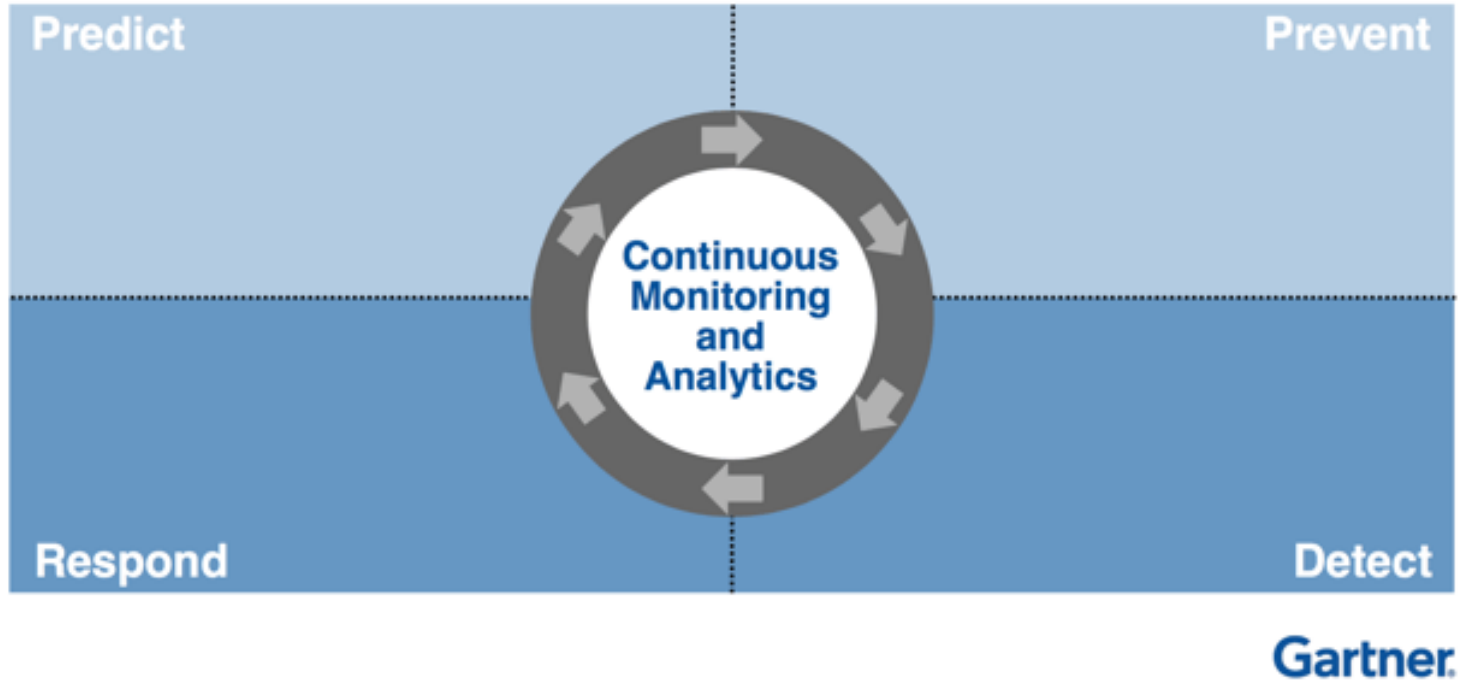 Predict
Prevent
Continuous
Monitoring
and
Analytics
Respond
Detect
Gartner.